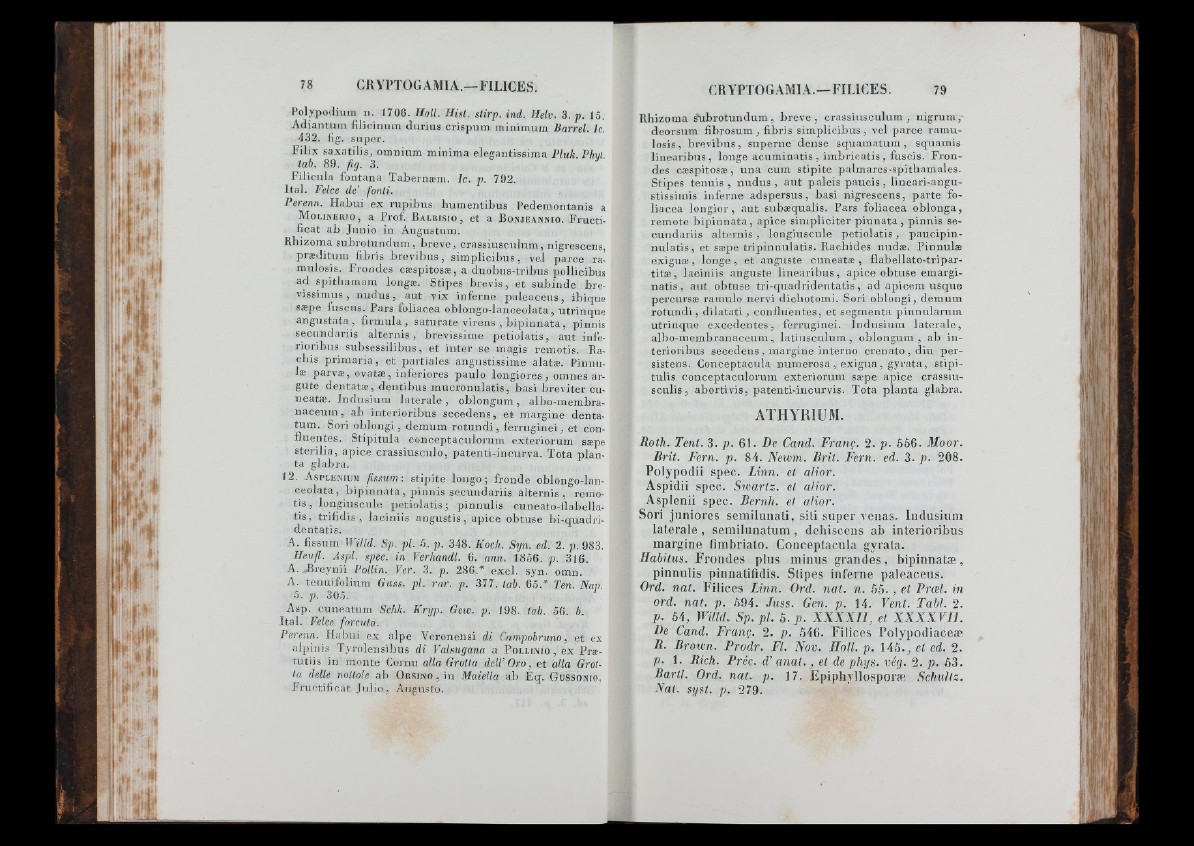 78 CRYPTOGAMIA.—FILICES.
Polypodium n. 1706. Holl. Hist. stirp. ind. Helv. 3. p. 15.
Adiantum filicinum durius crispum minimum Barrel. Ic.
432. fig. super.
Filix saxatilis, omnium minima elegantissima Pluk. Phyt.
tab. 89. fig. 3.
Filicula fontana Tabernæm. Ic. p. 792.
Ital. Felce de' fonti.
Perenn. Habui ex rupibus humentibus Pedemontanis a
MOLINERIO, a Prof. BALBISIO, et a BONJEANNIO. Fructi-
ficat ab Junio in Augustum.
Rhizoma subrotundum, breve, crassiusculum, nigrescens,
præditum fibris brevibus, simplicibus, vel parce ra-
mulosis. Frondes cæspitosæ, a duobus-tribus pollicibus
ad spithamam longæ. Stipes brevis, et subinde bre-
vissimus, nudus, aut vix inferne paleaceus, ibique
sæpe fuscus. Pars foliacea oblongo-lanceolata, utrinque
angustata, firmula, saturate virens, bipinnata, pinnis
secundariis alternis, brevissime petiolatis, aut infe-
rioribus subsessilibus, et inter se magis remotis. Ra-
chis primaria, et partiales angustissime alatæ. Pinnu-
læ parvæ, ovatæ, inferiores paulo longiores, omnes ar-
gute dentatæ, dentibus mucronulatis, basi breviter cu-
neatæ. Indusium laterale, oblongum, albo-membra-
naceum, ab interioribus secedens, et margine denta-
tum. Sori oblongi, demum rotundi, ferruginei, et con-
fluentes. Stipitula conceptaculorum exteriorum sæpe
sterilia, apice crassiusculo, patenti-incurva. Tota plan-
ta glabra.
12. ASPLENIUM fissum: stipite longo; fronde oblongo-lan-
ceolata, bipinnata, pinnis secundariis alternis, remo-
tis, longiuscule petiolatis; pinnulis cuneato-flabella-
tis, trifidis, laciniis angustis, apice obtuse bi-quadri-
dentatis.
A. fissum Willd. Sp. pl. 5. p. 348. Koch. Syn. ed. 2. p. 983.
Heufl. Aspl. spec. in Verhandl. 6. ann. 1856. p. 316.
A. Breynii Pollin. Ver. 3. p. 286.* excl. syn. omn.
A. tenuifolium Guss. pl. rar. p. 377. tab. 65.* Ten. Nap.
5. p. 305.
Asp. cuneatum Schk. Kryp. Gew. p. 198. tab. 56. b.
Ital. Felce forcuta.
Perenn. Habui ex alpe Veronensi di Campobruno, et ex
alpinis Tyrolensibus di Valsugana a POLLINIO, ex Præ-
tutiis in monte Cornu alla Grotta dell' Oro, et alla Grot-
ta delle nottole ab ORSINO, in Maiella ab Eq. GUSSONIO.
Fructificat Julio, Augusto.
CRYPTOGAMIA.—FILICES. 79
Rhizoma subrotundum, breve, crassiusculum, nigrum,
deorsum fibrosum, fibris simplicibus, vel parce ramu-
losis, brevibus, superne dense squamatum, squamis
linearibus, longe acuminatis, imbricatis, fuscis. Fron-
des cæspitosæ, una cum stipite palmares-spithamales.
Stipes tenuis, nudus, aut paleis paucis, lineari-angu-
stissimis inferne adspersus, basi nigrescens, parte fo-
liacea longior, aut subæqualis. Pars foliacea oblonga,
remote bipinnata, apice simpliciter pinnata, pinnis se-
cundariis alternis, longiuscule petiolatis, paucipin-
nulatis, et sæpe tripinnulatis. Rachides nudæ. Pinnulæ
exiguæ, longe, et anguste cuneatæ, flabellato-tripar-
titæ, laciniis anguste linearibus, apice obtuse emargi-
natis, aut obtuse tri-quadridentatis, ad apicem usque
percursæ ramulo nervi dichotomi. Sori oblongi, demum
rotundi, dilatati, confluentes, et segmenta pinnularum
utrinque excedentes, ferruginei. Indusium laterale,
albo-membranaceum, latiusculum, oblongum, ab in-
terioribus secedens, margine interno crenato, diu per-
sistens. Conceptacula numerosa, exigua, gyrata, stipi-
tulis conceptaculorum exteriorum sæpe apice crassiu-
sculis, abortivis, patenti-incurvis. Tota planta glabra.
ATHYRIUM.
Roth. Tent. 3. p. 61. De Cand. Franç. 2. p. 556. Moor.
Brit. Fern. p. 84. Newm. Brit. Fern. ed. 3. p. 208.
Polypodii spec. Linn. et alior.
Aspidii spec. Swartz. et alior.
Asplenii spec. Bernh. et alior.
Sori juniores semilunati, siti super venas. Indusium
laterale, semilunatum, dehiscens ab interioribus
margine fimbriato. Conceptacula gyrata.
Habitus. Frondes plus minus grandes, bipinnatæ,
pinnulis pinnatifidis. Stipes inferne paleaceus.
Ord. nat. Filices Linn. Ord. nat. n. 55., et Præl. in
ord. nat. p. 594. Juss. Gen. p. 14. Vent. Tabl. 2.
p. 54, Willd. Sp. pl. 5. p. XXXXII, et XXXXVII.
De Cand. Franç. 2. p. 546. Filices Polypodiaceæ
R. Brown. Prodr. Fl. Nov. Holl. p. 145., et ed. 2.
p. 1. Rich. Préc. d' anat., et de phys. vég. 2. p. 53.
Bartl. Ord. nat. p. 17. Epiphyllosporæ Schultz.
Nat. syst. p. 279.